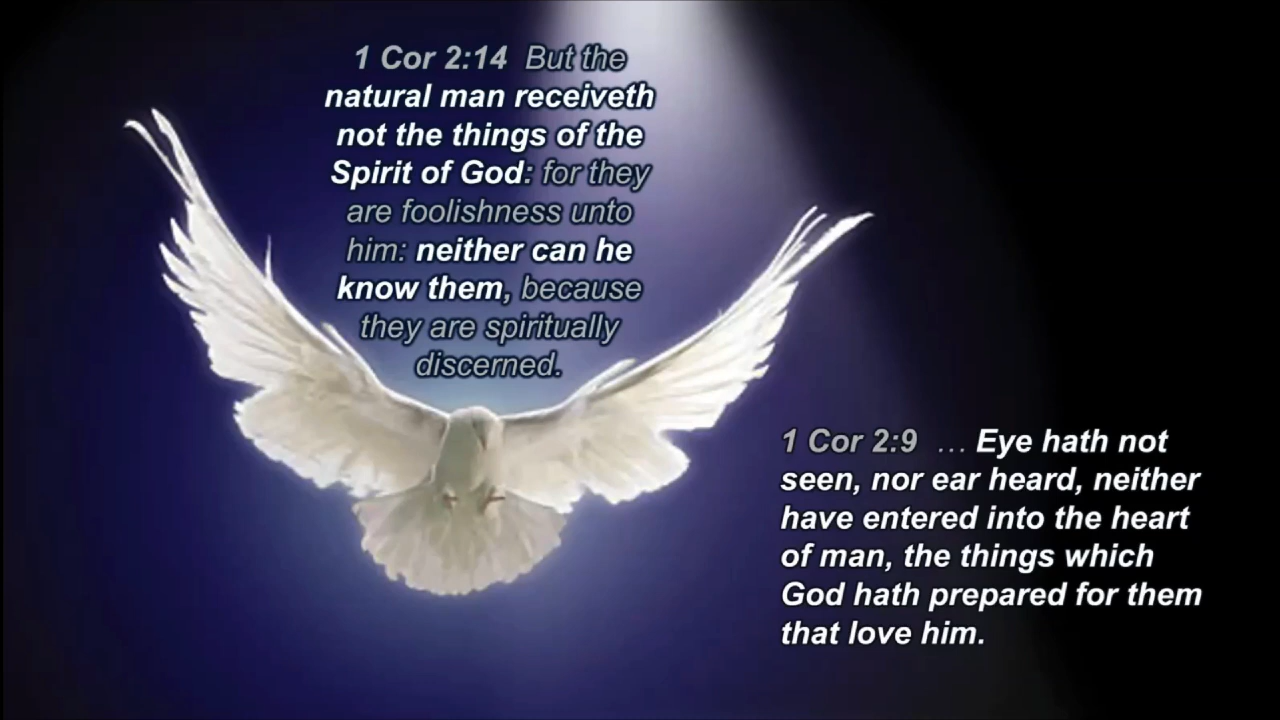 1 Cor 2:14 But the
natural man receiveth
not the things of the
Spirit of God: for they
are foolishness unto
him: neither can he
know them, because
they are spiritually
discerned.
1 Cor 2:9 ... Eye hath not
seen, nor ear heard, neither
have entered into the heart
of man, the things which
God hath prepared for them
that love him.